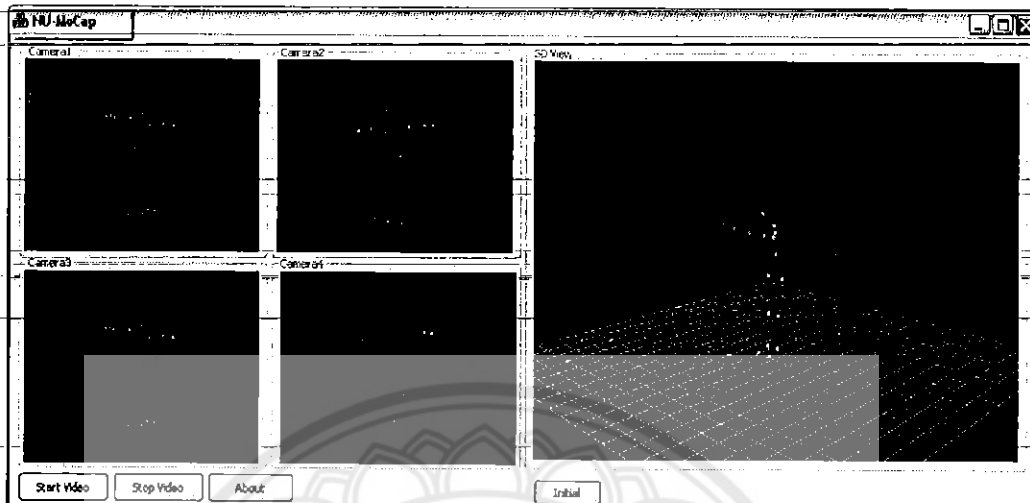 NU-MoCap
Camera1
Camera2
3D View
Camera3
Camera4
Start Video
Stop Video
About
Initial